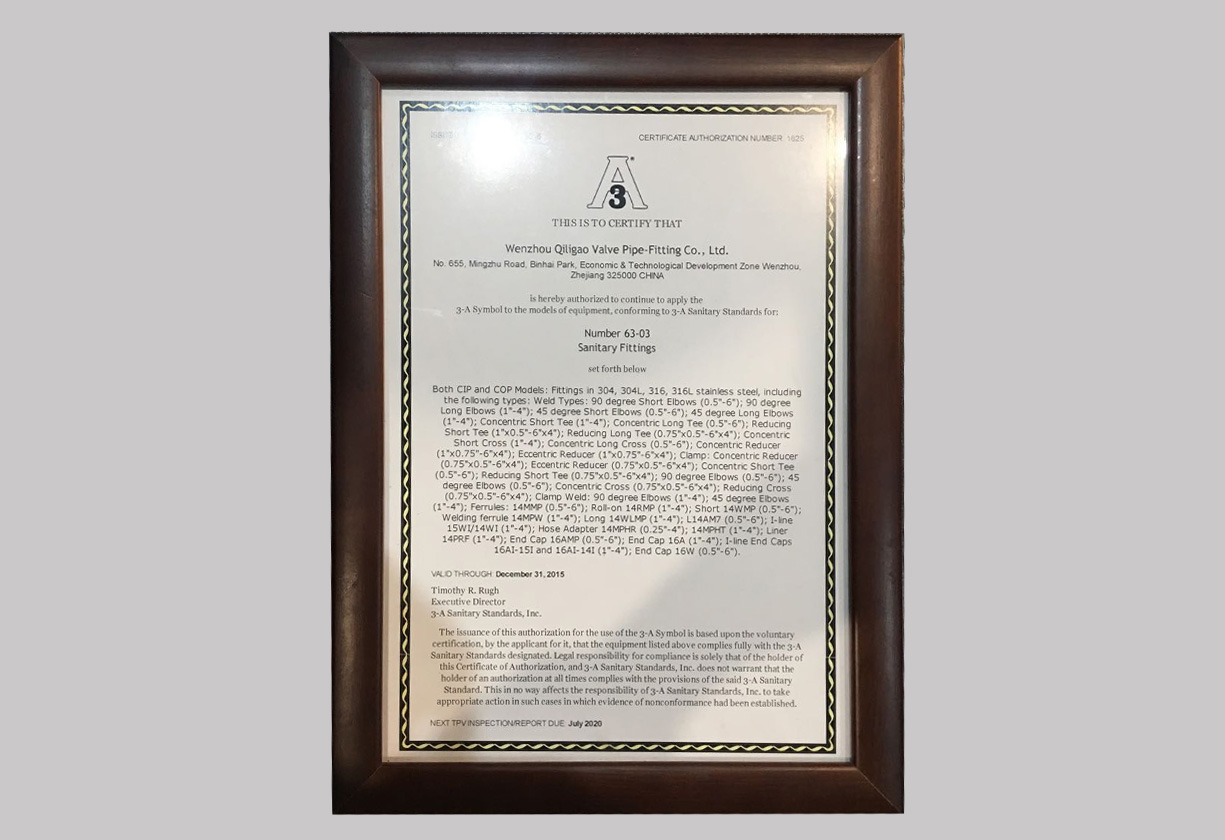 CERTIFICATE AUTHORIZATION NUMBER: 1625
A
3
THIS IS TO CERTIFY THAT
Wenzhou Qiligao Valve Pipe-Fitting Co., Ltd.
No. 655, Mingzhu Road, Binhai Park, Economic & Technological Development Zone Wenzhou,
Zhejiang 325000 CHINA
is hereby authorized to continue to apply the
3-A Symbol to the models of equipment, conforming to 3-A Sanitary Standards for:
Number 63-03
Sanitary Fittings
set forth below
Both CIP and COP Models: Fittings in 304, 304L, 316, 316L stainless steel, including
the following types: Weld Types: 90 degree Short Elbows (0.5"-6"); 90 degree
Long Elbows (1"-4"); 45 degree Short Elbows (0.5"-6"); 45 degree Long Elbows
(1"-4"); Concentric Short Tee (1"-4"); Concentric Long Tee (0.5"-6"); Reducing
Short Tee (1"x0.5"-6"x4"); Reducing Long Tee (0.75"x0.5"-6"x4"); Concentric
Short Cross (1"-4"); Concentric Long Cross (0.5"-6"); Concentric Reducer
(1"x0.75"-6"x4"); Eccentric Reducer (1"x0.75"-6"x4"); Clamp: Concentric Reducer
(0.75"x0.5"-6"x4"); Eccentric Reducer (0.75"x0.5"-6"x4"); Concentric Short Tee
(0.5"-6"); Reducing Short Tee (0.75"x0.5"-6"x4"); 90 degree Elbows (0.5"-6"); 45
degree Elbows (0.5"-6"); Concentric Cross (0.75"x0.5"-6"x4"); Reducing Cross
(0.75"x0.5"-6"x4"); Clamp Weld: 90 degree Elbows (1"-4"); 45 degree Elbows
(1"-4"); Ferrules: 14MMP (0.5"-6"); Roll-on 14RMP (1"-4"); Short 14WMP (0.5"-6");
Welding ferrule 14MPW (1"-4"); Long 14WLMP (1"-4"); L14AM7 (0.5"-6"); I-line
15WI/14WI (1"-4"); Hose Adapter 14MPHR (0.25"-4"); 14MPHT (1"-4"); Liner
14PRF (1"-4"); End Cap 16AMP (0.5"-6"); End Cap 16A (1"-4"); I-line End Caps
16AI-15I and 16AI-14I (1"-4"); End Cap 16W (0.5"-6").
VALID THROUGH: December 31, 2015
Timothy R. Rugh
Executive Director
3-A Sanitary Standards, Inc.
The issuance of this authorization for the use of the 3-A Symbol is based upon the voluntary
certification, by the applicant for it, that the equipment listed above complies fully with the 3-A
Sanitary Standards designated. Legal responsibility for compliance is solely that of the holder of
this Certificate of Authorization, and 3-A Sanitary Standards, Inc. does not warrant that the
holder of an authorization at all times complies with the provisions of the said 3-A Sanitary
Standard. This in no way affects the responsibility of 3-A Sanitary Standards, Inc. to take
appropriate action in such cases in which evidence of nonconformance had been established.
NEXT TPV INSPECTION/REPORT DUE: July 2020